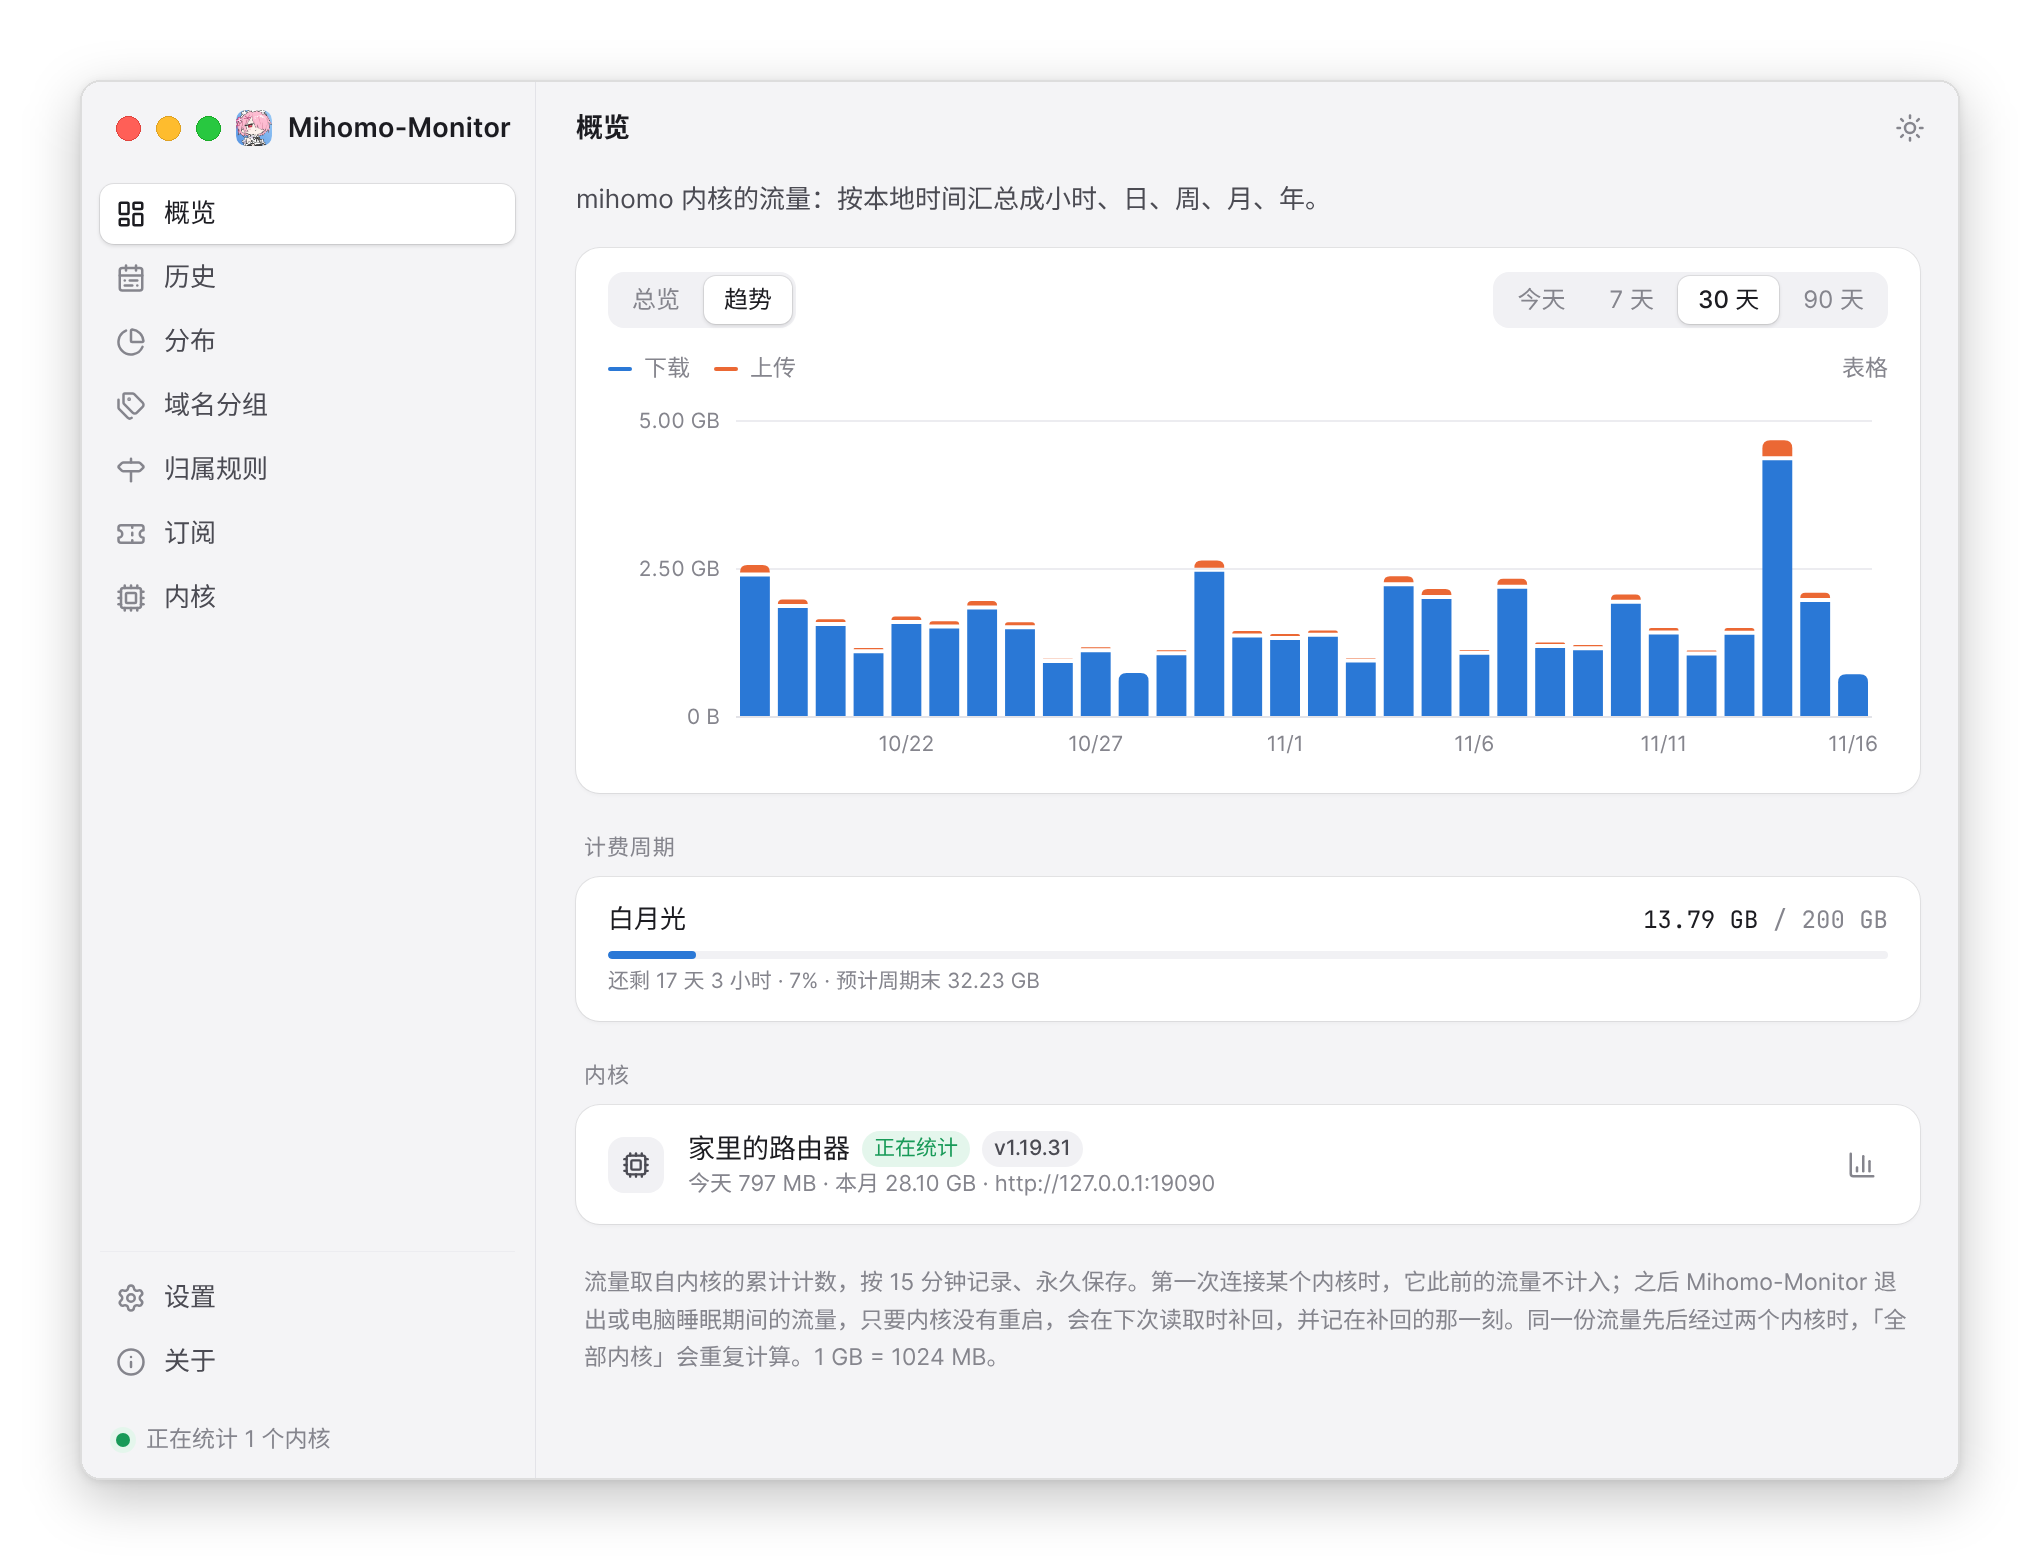 Mihomo-Monitor
概览
历史
分布
域名分组
归属规则
订阅
内核
设置
关于
正在统计 1 个内核
概览
mihomo 内核的流量：按本地时间汇总成小时、日、周、月、年。
总览 趋势
今天 7 天 30 天 90 天
下载 上传
表格
5.00 GB
2.50 GB
0 B
10/22 10/27 11/1 11/6 11/11 11/16
计费周期
白月光
13.79 GB / 200 GB
还剩 17 天 3 小时 · 7% · 预计周期末 32.23 GB
内核
家里的路由器 正在统计 v1.19.31
今天 797 MB · 本月 28.10 GB · http://127.0.0.1:19090
流量取自内核的累计计数，按 15 分钟记录、永久保存。第一次连接某个内核时，它此前的流量不计入；之后 Mihomo-Monitor 退
出或电脑睡眠期间的流量，只要内核没有重启，会在下次读取时补回，并记在补回的那一刻。同一份流量先后经过两个内核时，「全
部内核」会重复计算。1 GB = 1024 MB。